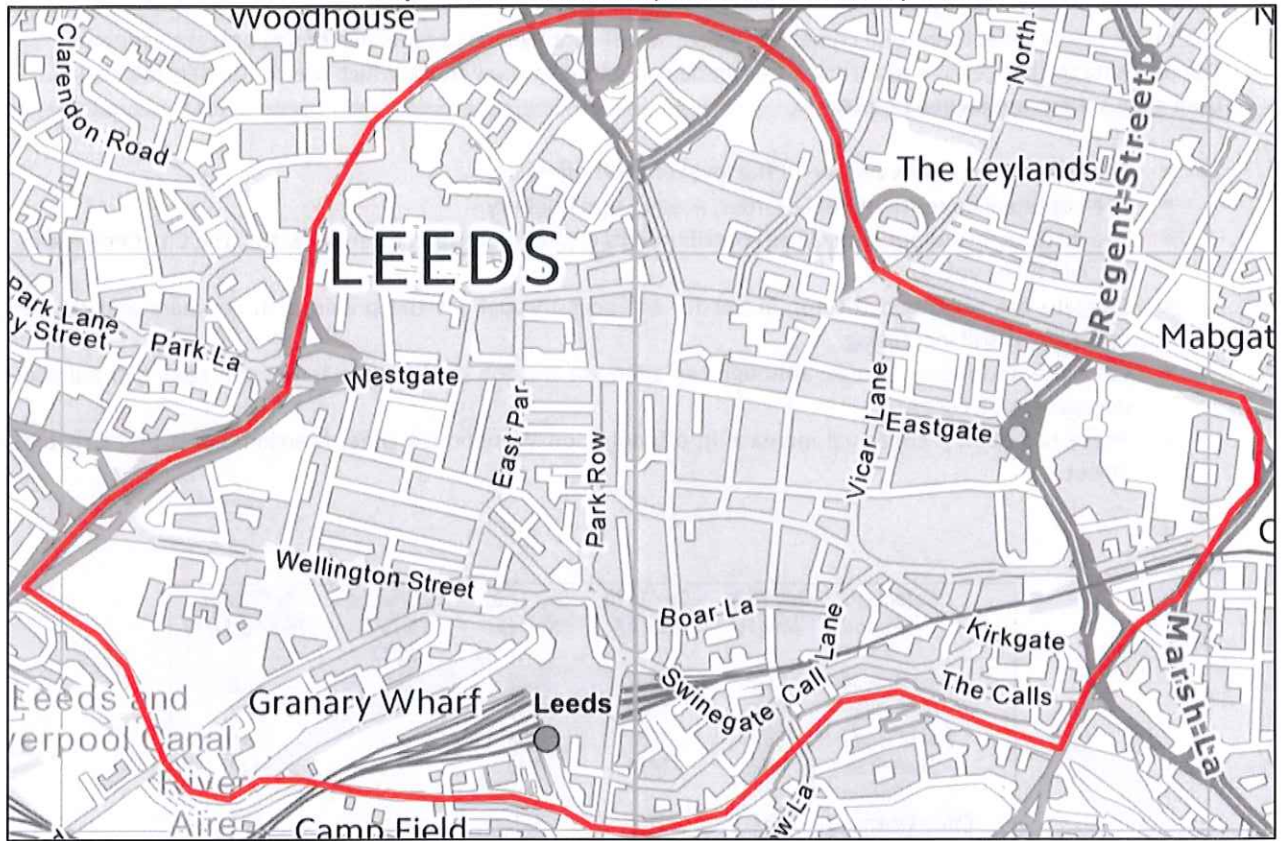 Woodhouse
Clarendon Road
North
The Leylands
Regent Street
LEEDS
Park Lane
ey Street
Park La
Mabgat
Westgate
East Par
Park Row
Vicar Lane
Eastgate
Wellington Street
Boar La
Call Lane
Kirkgate
Marsh La
Swinegate
The Calls
Leeds and
verpool Canal
Granary Wharf
Leeds
River
Aire
Camp Field
w La